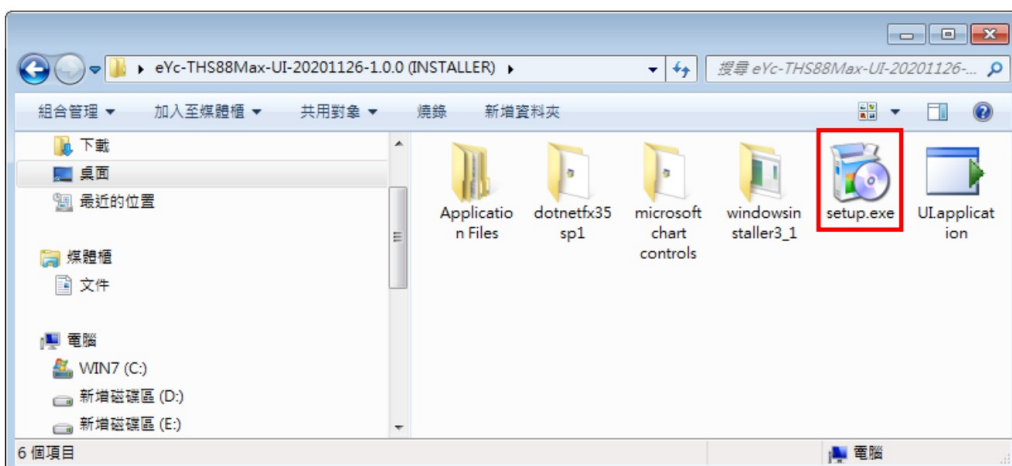 eYc-THS88Max-UI-20201126-1.0.0 (INSTALLER)
搜尋 eYc-THS88Max-UI-20201126-...
組合管理 加入至媒體櫃 共用對象 燒錄 新增資料夾
下載
桌面
最近的位置
媒體櫃
文件
電腦
WIN7 (C:)
新增磁碟區 (D:)
新增磁碟區 (E:)
Applicatio
n Files
dotnetfx35
sp1
microsoft
chart
controls
windowsin
staller3_1
setup.exe
UI.applicat
ion
6 個項目
電腦